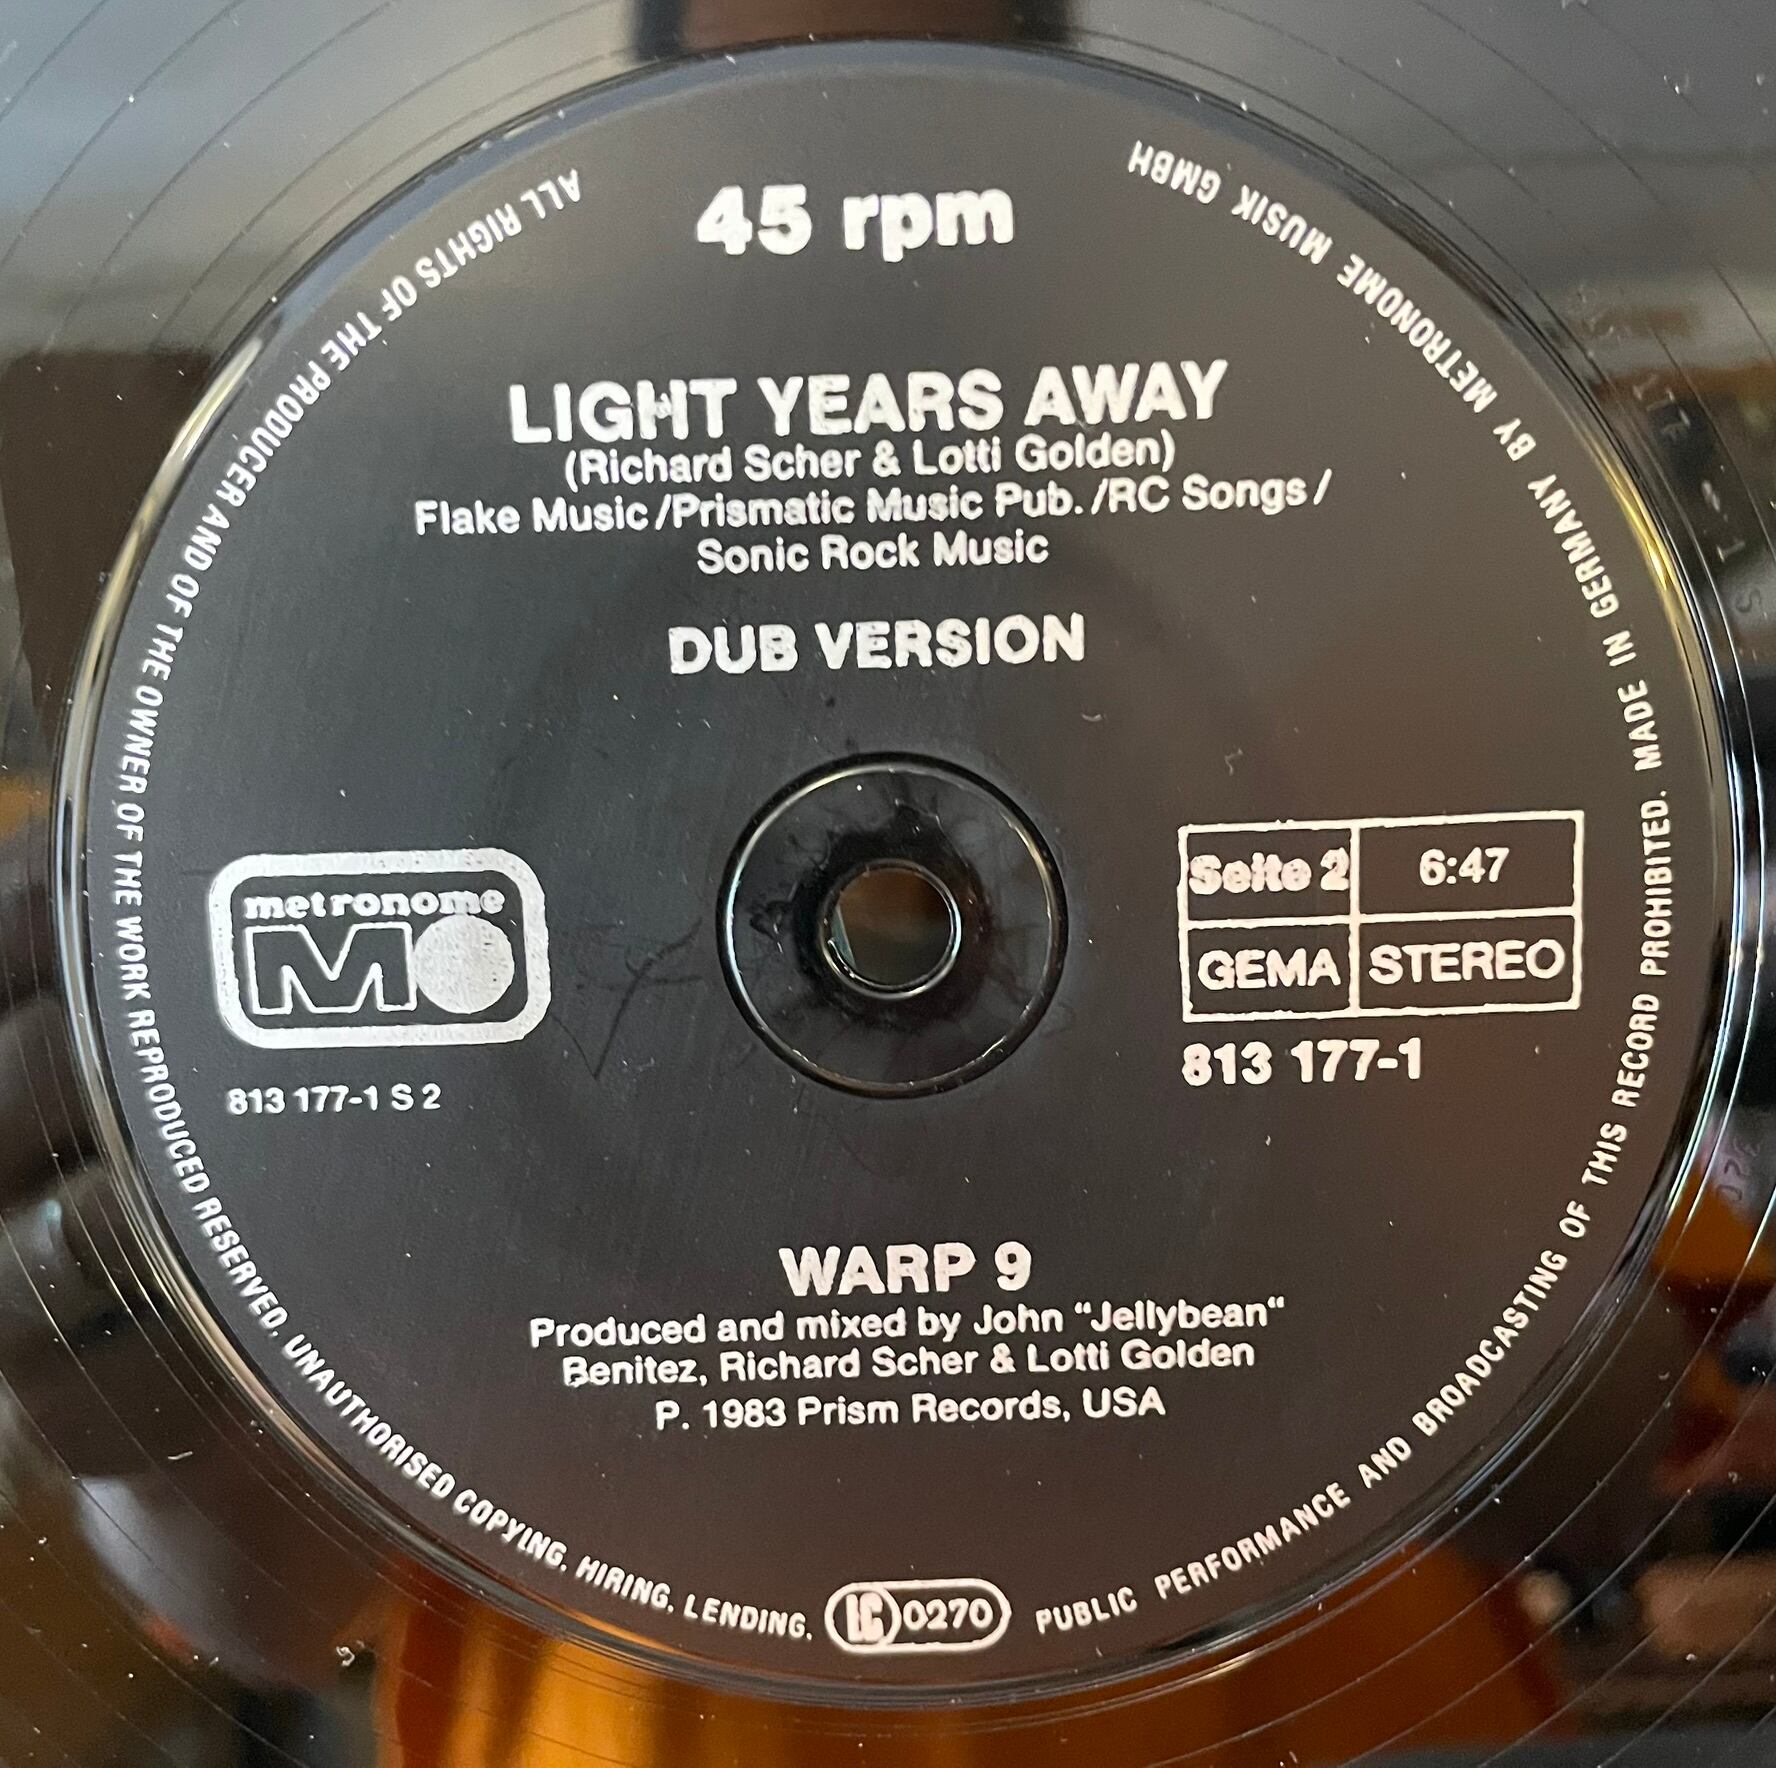 45 rpm
LIGHT YEARS AWAY
(Richard Scher & Lotti Golden)
Flake Music/Prismatic Music Pub./RC Songs/
Sonic Rock Music
DUB VERSION
metronome
MO
813 177-1 S 2
Seite 2
6:47
GEMA
STEREO
813 177-1
WARP 9
Produced and mixed by John "Jellybean"
Benitez, Richard Scher & Lotti Golden
P. 1983 Prism Records, USA
ALL RIGHTS OF THE PRODUCER AND OF THE OWNER OF THE WORK REPRODUCED RESERVED. UNAUTHORISED COPYING. HIRING. LENDING.
LC 0270
PUBLIC PERFORMANCE AND BROADCASTING OF THIS RECORD PROHIBITED. MADE IN GERMANY BY METRONOME MUSIK GMBH